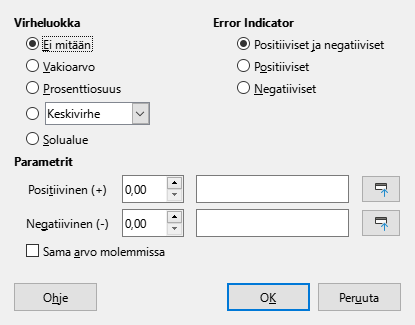 Virheluokka
Error Indicator
Ei mitään
Positiiviset ja negatiiviset
Vakioarvo
Positiiviset
Prosenttiosuus
Negatiiviset
Keskivirhe
Solualue
Parametrit
Positiivinen (+) 0,00
Negatiivinen (-) 0,00
Sama arvo molemmissa
Ohje OK Peruuta